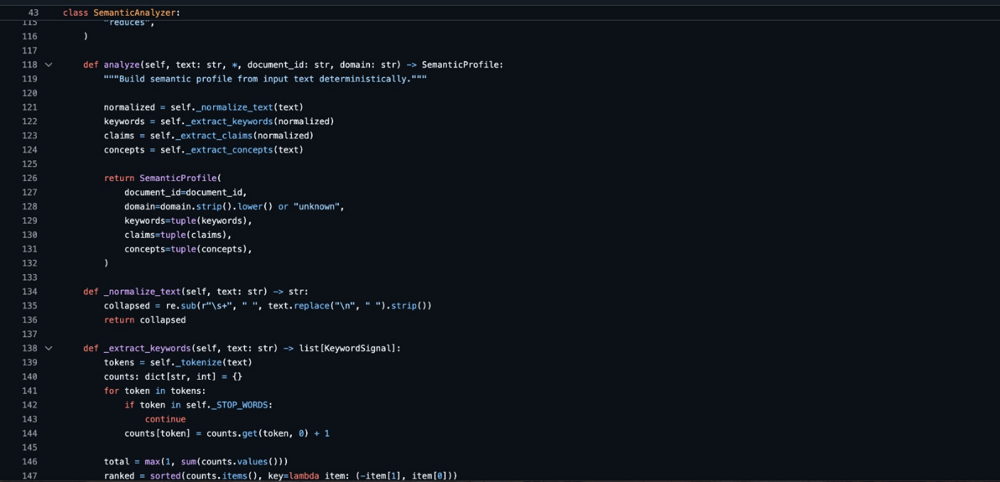 43 class SemanticAnalyzer:
115 "reduces",
116 )
117
118 def analyze(self, text: str, *, document_id: str, domain: str) -> SemanticProfile:
119 """Build semantic profile from input text deterministically."""
120
121 normalized = self._normalize_text(text)
122 keywords = self._extract_keywords(normalized)
123 claims = self._extract_claims(normalized)
124 concepts = self._extract_concepts(text)
125
126 return SemanticProfile(
127 document_id=document_id,
128 domain=domain.strip().lower() or "unknown",
129 keywords=tuple(keywords),
130 claims=tuple(claims),
131 concepts=tuple(concepts),
132 )
133
134 def _normalize_text(self, text: str) -> str:
135 collapsed = re.sub(r"\s+", " ", text.replace("\n", " ").strip())
136 return collapsed
137
138 def _extract_keywords(self, text: str) -> list[KeywordSignal]:
139 tokens = self._tokenize(text)
140 counts: dict[str, int] = {}
141 for token in tokens:
142 if token in self._STOP_WORDS:
143 continue
144 counts[token] = counts.get(token, 0) + 1
145
146 total = max(1, sum(counts.values()))
147 ranked = sorted(counts.items(), key=lambda item: (-item[1], item[0]))